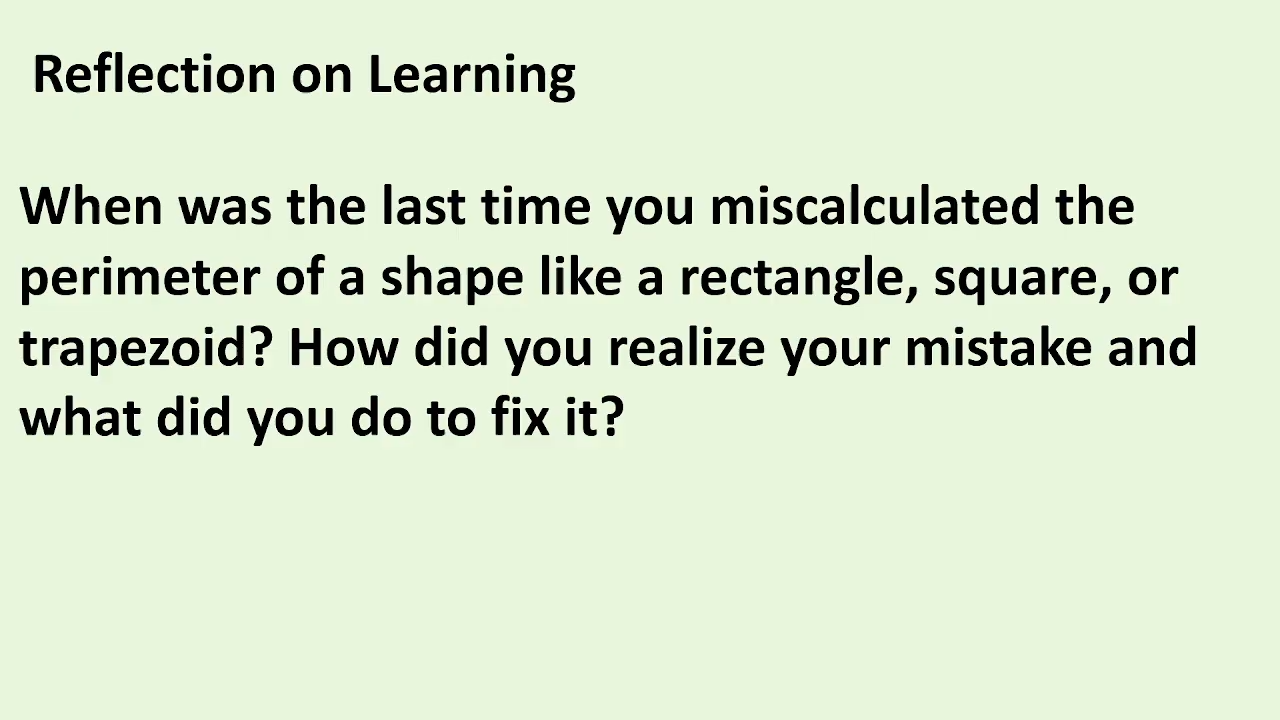 Reflection on Learning
When was the last time you miscalculated the
perimeter of a shape like a rectangle, square, or
trapezoid? How did you realize your mistake and
what did you do to fix it?